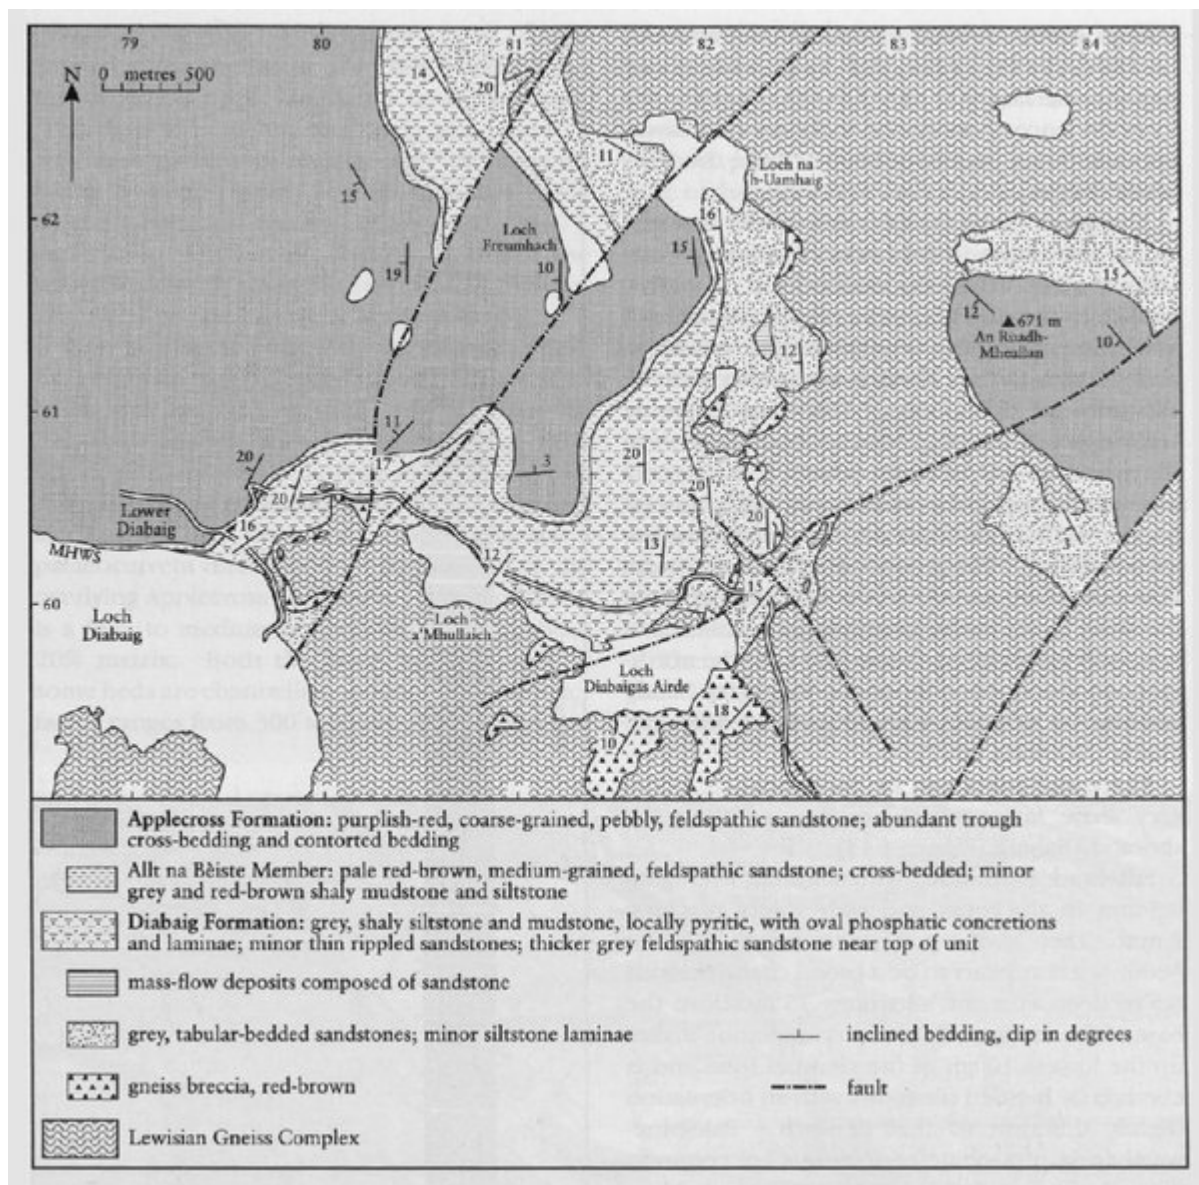 79
80
81
82
83
84
N
0 metres 500
14
20
11
Loch na
h-Uamhaig
15
62
16
Loch
Freumhach
15
19
10
15
12
671 m
An Ruadh-
Mheallan
10
12
61
11
20
17
3
20
20
20
Lower
Diabaig
16
20
MHWS
12
13
15
3
60
Loch
Diabaig
Loch
a'Mhullaich
Loch
Diabaigas Airde
18
10
Applecross Formation: purplish-red, coarse-grained, pebbly, feldspathic sandstone; abundant trough
cross-bedding and contorted bedding
Allt na Bèiste Member: pale red-brown, medium-grained, feldspathic sandstone; cross-bedded; minor
grey and red-brown shaly mudstone and siltstone
Diabaig Formation: grey, shaly siltstone and mudstone, locally pyritic, with oval phosphatic concretions
and laminae; minor thin rippled sandstones; thicker grey feldspathic sandstone near top of unit
mass-flow deposits composed of sandstone
grey, tabular-bedded sandstones; minor siltstone laminae
inclined bedding, dip in degrees
gneiss breccia, red-brown
fault
Lewisian Gneiss Complex